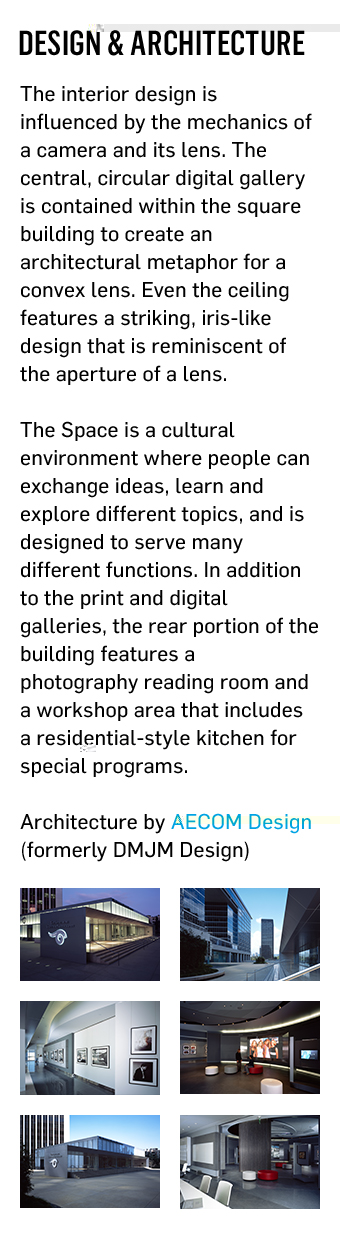 DESIGN & ARCHITECTURE
The interior design is
influenced by the mechanics of
a camera and its lens. The
central, circular digital gallery
is contained within the square
building to create an
architectural metaphor for a
convex lens. Even the ceiling
features a striking, iris-like
design that is reminiscent of
the aperture of a lens.
The Space is a cultural
environment where people can
exchange ideas, learn and
explore different topics, and is
designed to serve many
different functions. In addition
to the print and digital
galleries, the rear portion of the
building features a
photography reading room and
a workshop area that includes
a residential-style kitchen for
special programs.
Architecture by AECOM Design
(formerly DMJM Design)